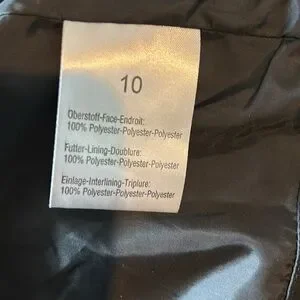 10
Oberstoff-Face-Endroit:
100% Polyester-Polyester-Polyester
Futter-Lining-Doublure:
100% Polyester-Polyester-Polyester
Einlage-Interlining-Triplure:
100% Polyester-Polyester-Polyester